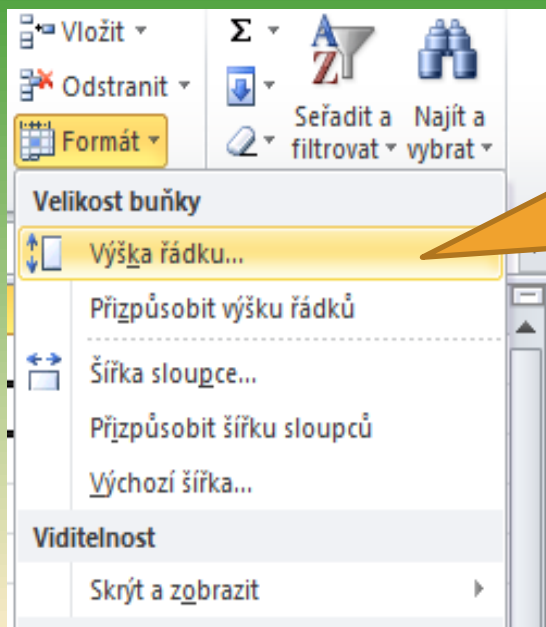 Vložit
Odstranit
Formát
Σ
A
Z
Seřadit a
filtrovat
Najít a
vybrat
Velikost buňky
Výška řádku...
Přizpůsobit výšku řádků
Šířka sloupce...
Přizpůsobit šířku sloupců
Výchozí šířka...
Viditelnost
Skrýt a zobrazit